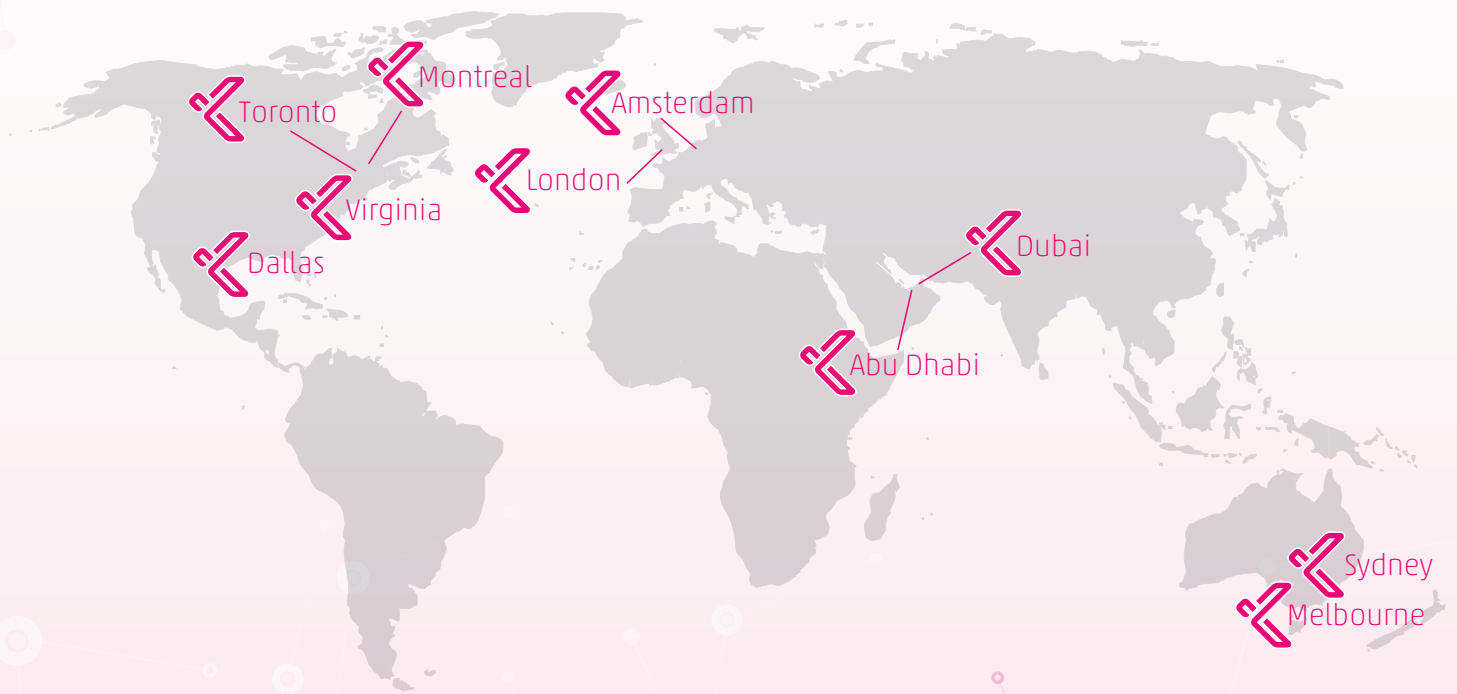 Montreal
Toronto
Amsterdam
London
Virginia
Dallas
Dubai
Abu Dhabi
Sydney
Melbourne